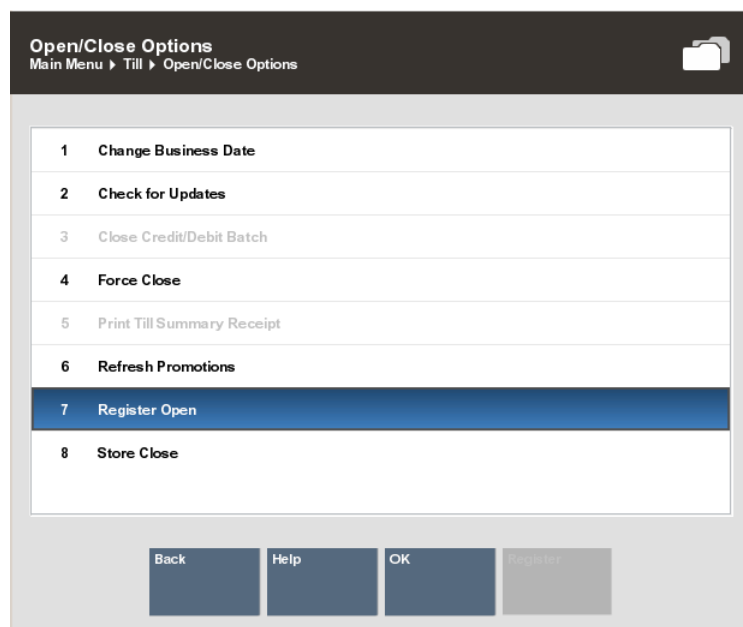 Open/Close Options
Main Menu ▸ Till ▸ Open/Close Options
1 Change Business Date
2 Check for Updates
3 Close Credit/Debit Batch
4 Force Close
5 Print Till Summary Receipt
6 Refresh Promotions
7 Register Open
8 Store Close
Back Help OK Register